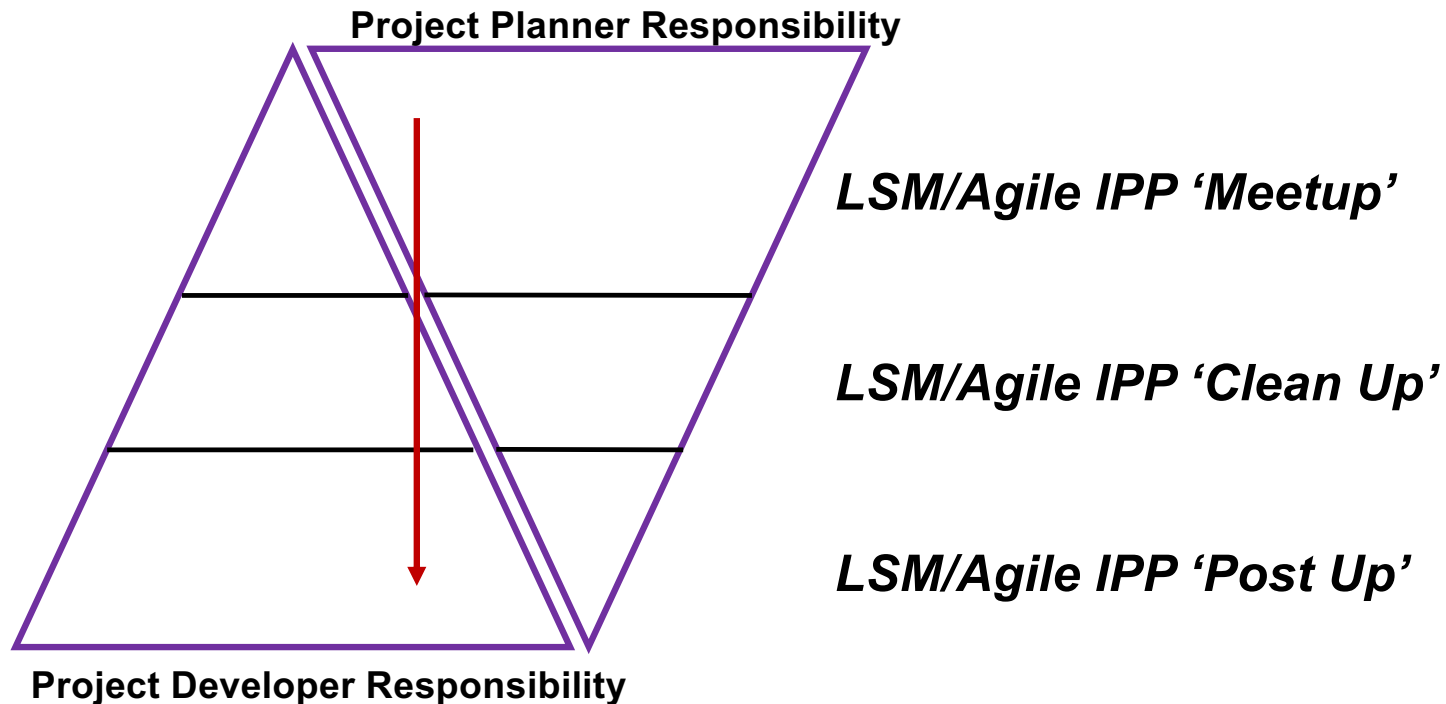 Project Planner Responsibility
LSM/Agile IPP ‘Meetup’
LSM/Agile IPP ‘Clean Up’
LSM/Agile IPP ‘Post Up’
Project Developer Responsibility